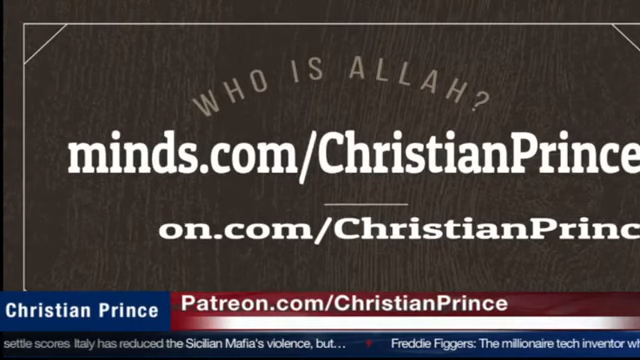 WHO IS ALLAH?
minds.com/ChristianPrince
on.com/ChristianPrinc
Christian Prince
Patreon.com/ChristianPrince
settle scores Italy has reduced the Sicilian Mafia's violence, but... Freddie Figgers: The millionaire tech inventor wi